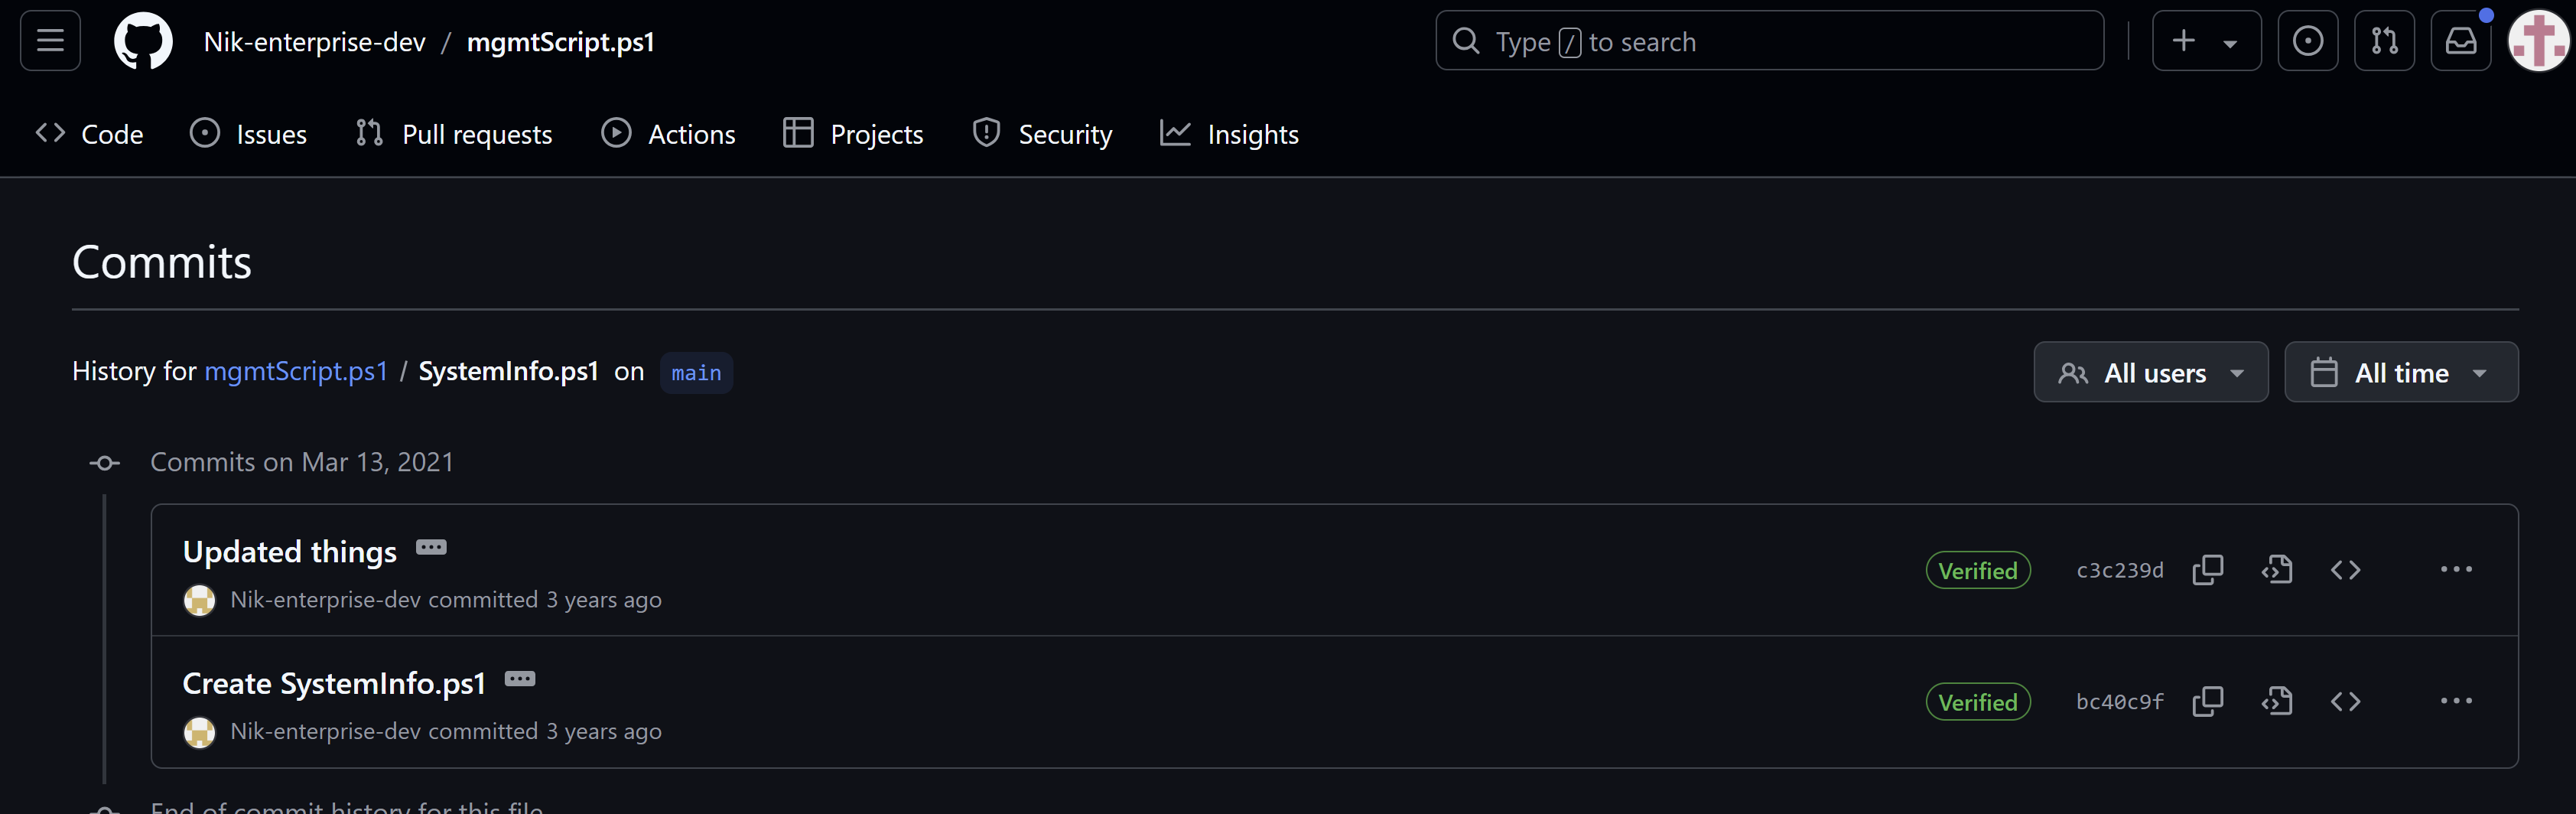 Nik-enterprise-dev / mgmtScript.ps1
Type / to search
Code Issues Pull requests Actions Projects Security Insights
Commits
History for mgmtScript.ps1 / SystemInfo.ps1 on main
All users All time
Commits on Mar 13, 2021
Updated things
Verified c3c239d
Nik-enterprise-dev committed 3 years ago
Create SystemInfo.ps1
Verified bc40c9f
Nik-enterprise-dev committed 3 years ago
End of commit history for this file